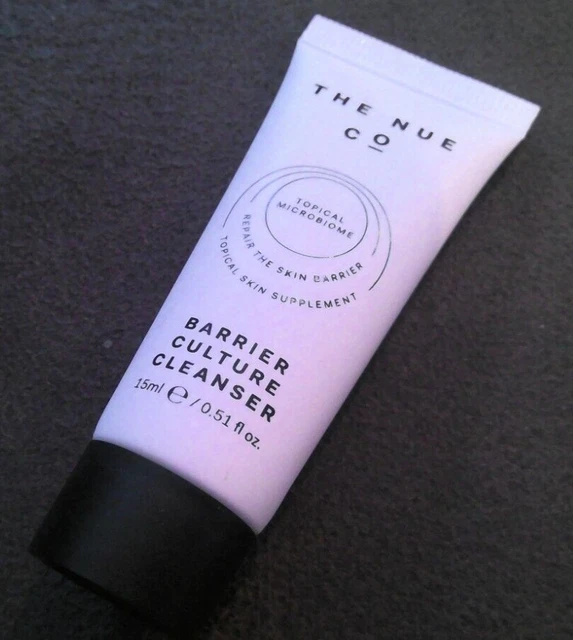 THE NUE
CO
TOPICAL
MICROBIOME
REPAIR THE SKIN BARRIER
TOPICAL SKIN SUPPLEMENT
BARRIER
CULTURE
CLEANSER
15ml ℮ / 0.51 fl oz.